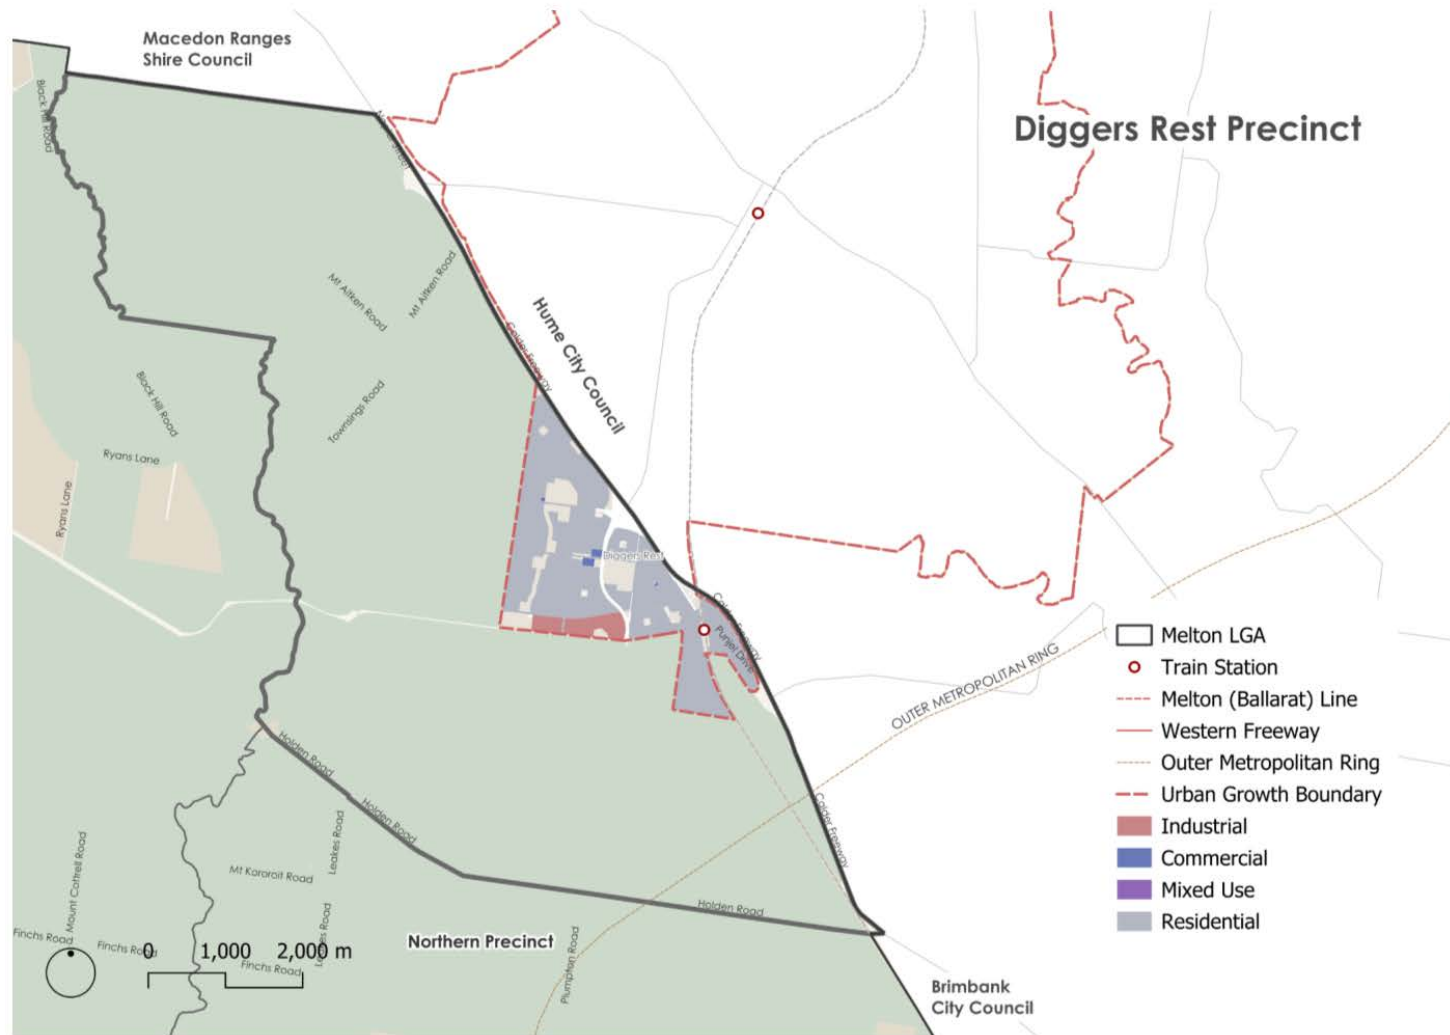 Macedon Ranges
Shire Council
Diggers Rest Precinct
Black Hill Road
Mt Aitken Road
Mt Aitken Road
Hume City Council
Calder Freeway
Black Hill Road
Townsings Road
Ryans Lane
Ryans Lane
Diggers Rest
Calder Freeway
Punjel Drive
OUTER METROPOLITAN RING
Melton LGA
Train Station
Melton (Ballarat) Line
Western Freeway
Outer Metropolitan Ring
Urban Growth Boundary
Industrial
Commercial
Mixed Use
Residential
Holden Road
Holden Road
Calder Freeway
Leakes Road
Mt Kororoit Road
Mount Cottrell Road
Holden Road
Finchs Road
Finchs Road
Finchs Road
Northern Precinct
Plumpton Road
0 1,000 2,000 m
Brimbank
City Council